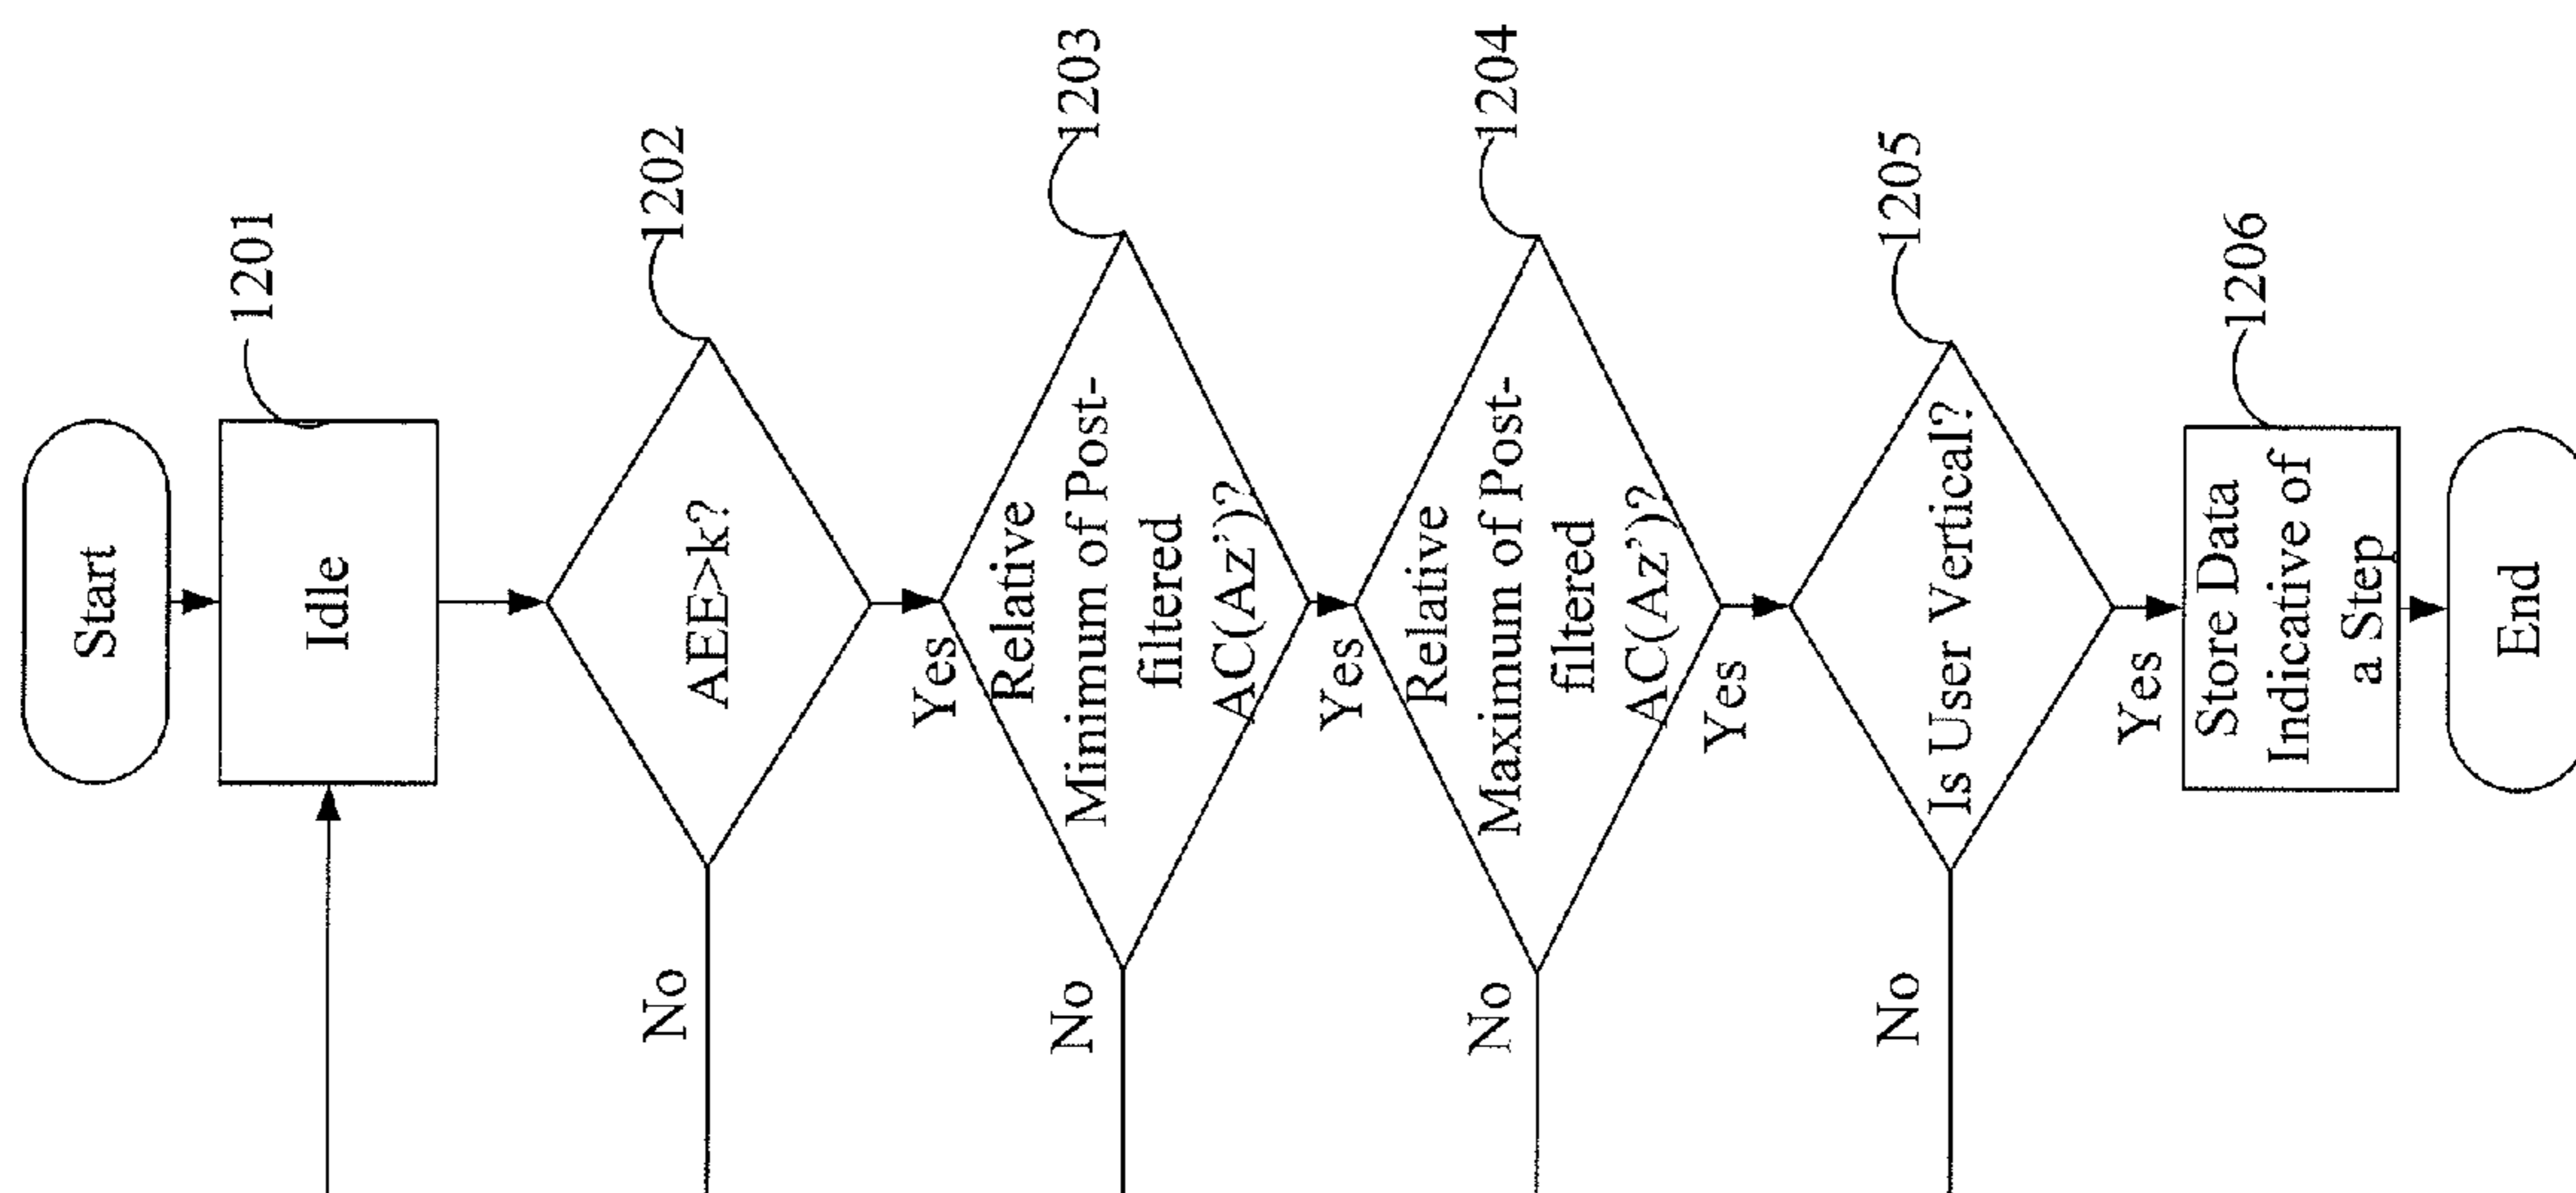 Start
1201
Idle
1202
AEE>k?
No
Yes
1203
Relative
Minimum of Post-
filtered
AC(Az')?
No
Yes
1204
Relative
Maximum of Post-
filtered
AC(Az')?
No
Yes
1205
Is User Vertical?
No
Yes
1206
Store Data
Indicative of
a Step
End